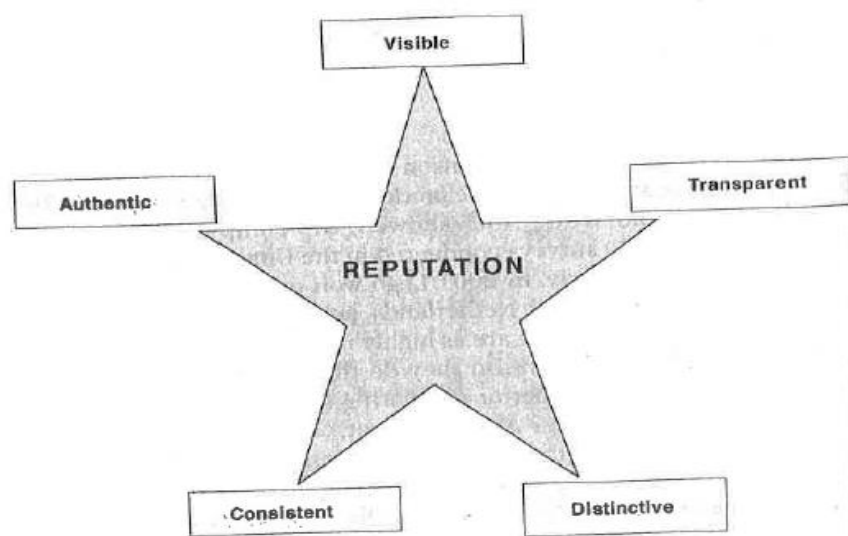 Visible
Authentic
Transparent
REPUTATION
Consistent
Distinctive